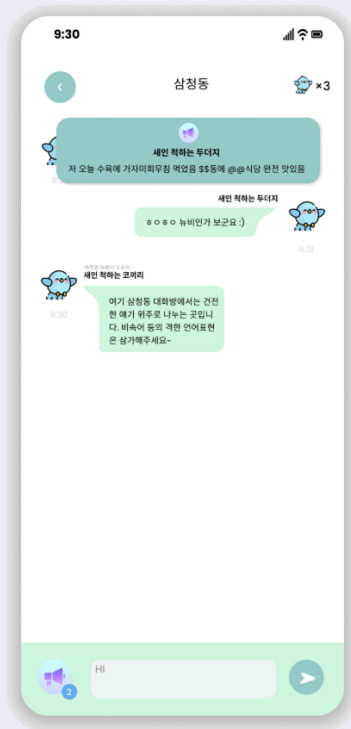 9:30
삼청동
×3
새인 척하는 두더지
저 오늘 수육에 가자미회무침 먹었음 $$동에 @@식당 완전 맛있음
새인 척하는 두더지
ㅎㅇㅎㅇ 뉴비인가 보군요 :)
9:31
새인 척하는 코끼리
여기 삼청동 대화방에서는 건전
한 얘기 위주로 나누는 곳입니
다. 비속어 등의 격한 언어표현
은 삼가해주세요~
9:30
HI
2